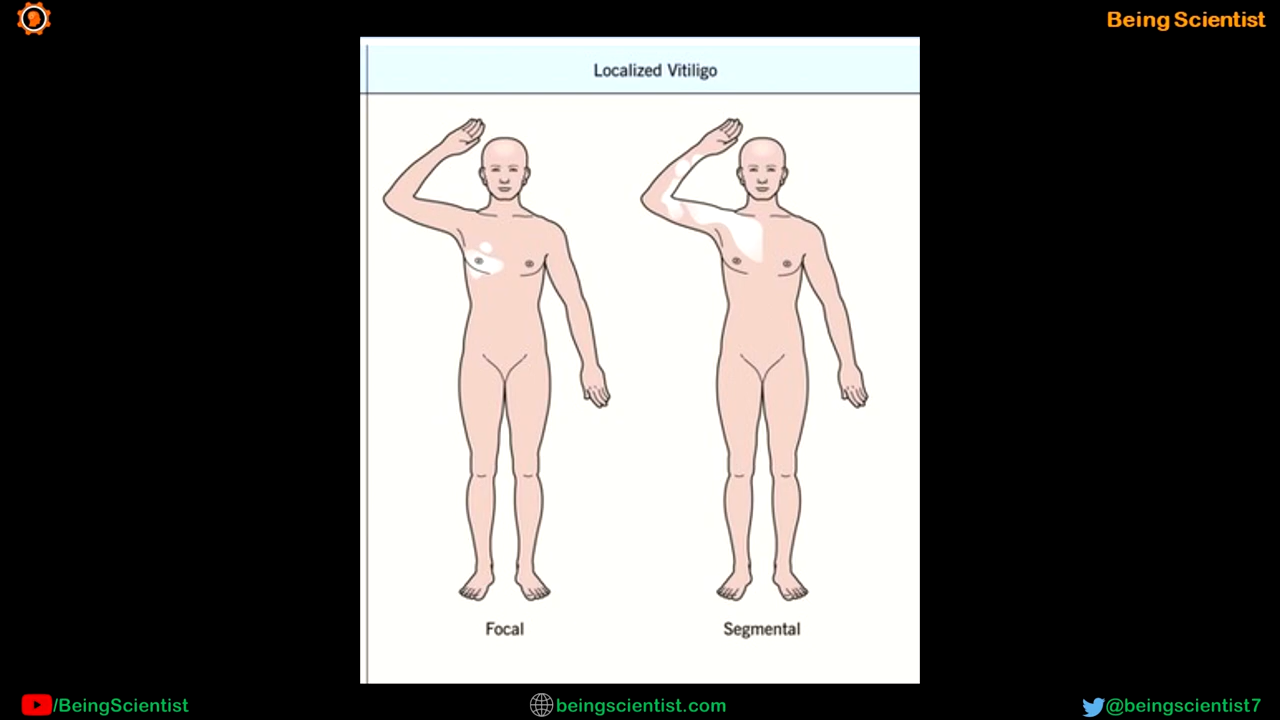 Being Scientist
Localized Vitiligo
Focal
Segmental
/BeingScientist
beingscientist.com
@beingscientist7